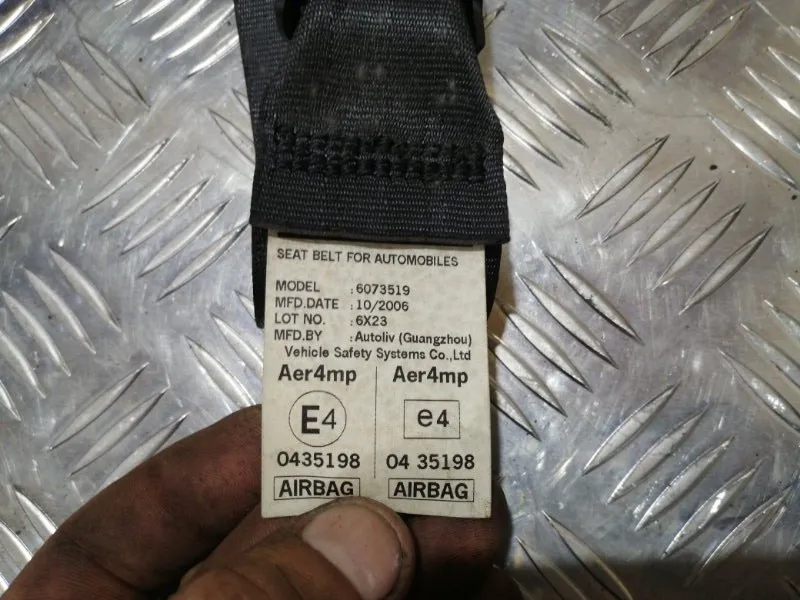 SEAT BELT FOR AUTOMOBILES
MODEL : 6073519
MFD.DATE : 10/2006
LOT NO. : 6X23
MFD.BY : Autoliv (Guangzhou)
Vehicle Safety Systems Co.,Ltd
Aer4mp Aer4mp
E4 e4
0435198 04 35198
AIRBAG AIRBAG